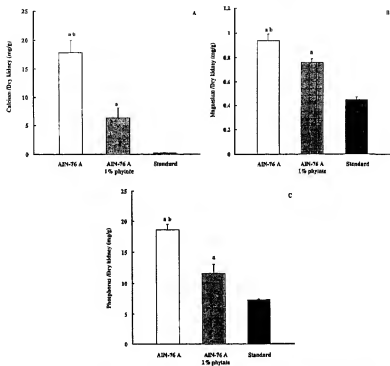 A
Calcium /Dry kidney (mg/g)
25
20
15
10
5
0
a b
a
AIN-76 A
AIN-76 A
1% phytate
Standard
B
Magnesium /Dry kidney (mg/g)
1.2
1
0.8
0.6
0.4
0.2
0
a b
a
AIN-76 A
AIN-76 A
1% phytate
Standard
C
Phosphorus /Dry kidney (mg/g)
25
20
15
10
5
0
a b
a
AIN-76 A
AIN-76 A
1% phytate
Standard